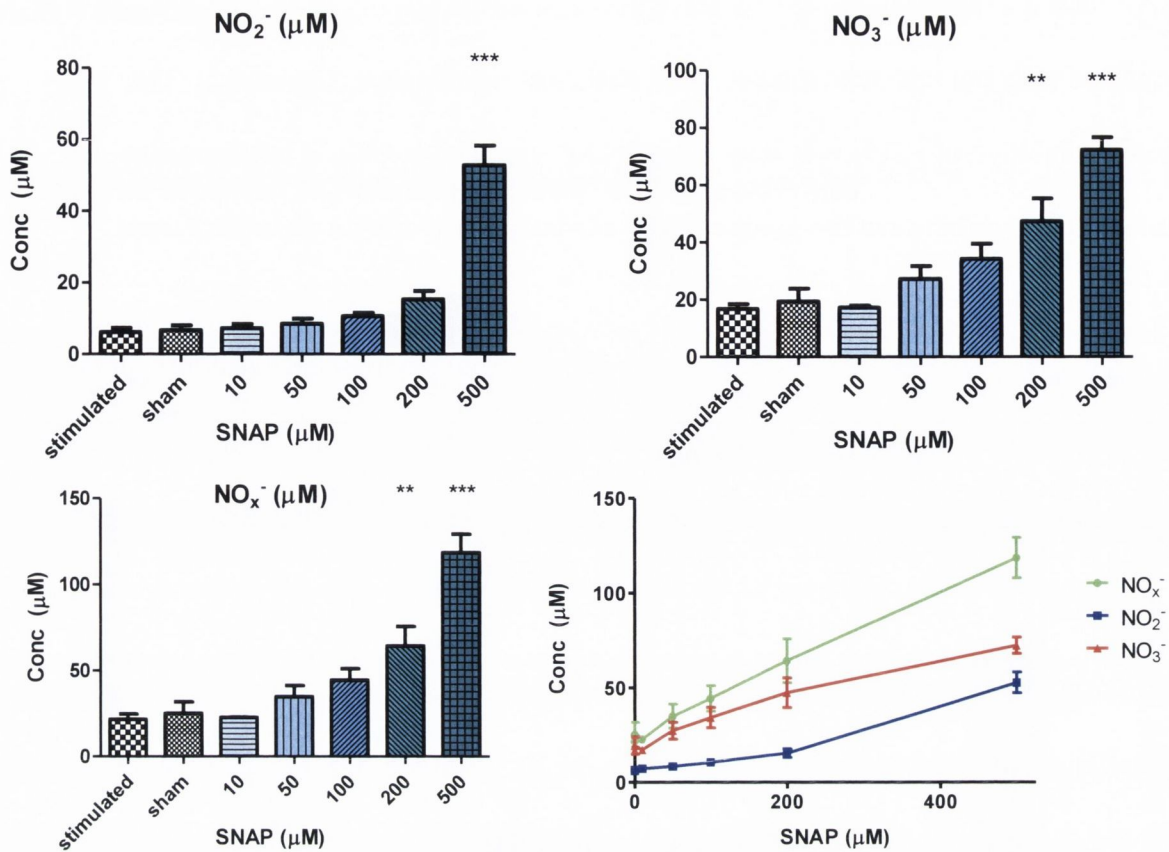 NO₂⁻ (μM)
***
80
60
40
20
0
Conc (μM)
stimulated
sham
10
50
100
200
500
SNAP (μM)
NO₃⁻ (μM)
**
***
100
80
60
40
20
0
Conc (μM)
stimulated
sham
10
50
100
200
500
SNAP (μM)
NOₓ⁻ (μM)
**
***
150
100
50
0
Conc (μM)
stimulated
sham
10
50
100
200
500
SNAP (μM)
150
100
50
0
Conc (μM)
0
200
400
SNAP (μM)
NOₓ⁻
NO₂⁻
NO₃⁻